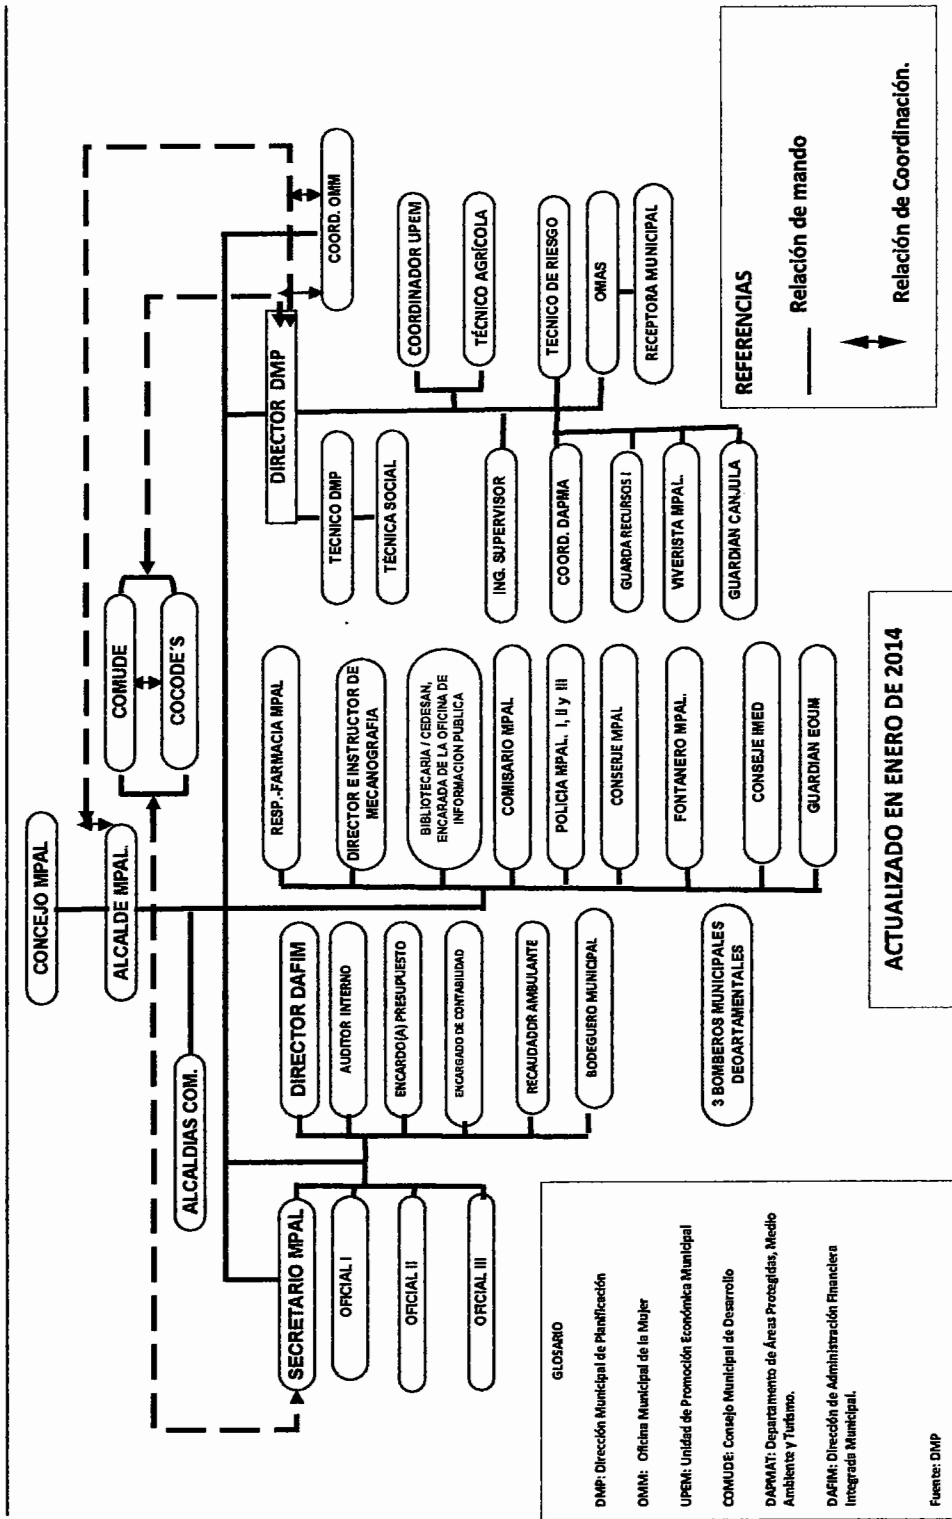 CONCEJO MPAL
ALCALDE MPAL.
ALCALDIAS COM.
COMUDE
COCODE'S
SECRETARIO MPAL
OFICIAL I
OFICIAL II
OFICIAL III
DIRECTOR DAFIM
AUDITOR INTERNO
ENCARDO(A) PRESUPUESTO
ENCARGADO DE CONTABILIDAD
RECAUDADDR AMBULANTE
BODEGUERO MUNICIPAL
3 BOMBEROS MUNICIPALES
DEOARTAMENTALES
RESP.-FARMACIA MPAL
DIRECTOR E INSTRUCTOR DE
MECANOGRAFIA
BIBLIOTECARIA / CEDESAN,
ENCARADA DE LA OFICINA DE
INFORMACION PUBLICA
COMISARIO MPAL
POLICIA MPAL. I, II y III
CONSERJE MPAL
FONTANERO MPAL.
CONSEJE IMED
GUARDIAN EOUM
DIRECTOR DMP
TECNICO DMP
TÉCNICA SOCIAL
COORD. OMM
COORDINADOR UPEM
TÉCNICO AGRÍCOLA
ING. SUPERVISOR
COORD. DAPMA
TECNICO DE RIESGO
GUARDA RECURSOS I
OMAS
VIVERISTA MPAL.
RECEPTORA MUNICIPAL
GUARDIAN CANJULA
GLOSARIO
DMP: Dirección Municipal de Planificación
OMM: Oficina Municipal de la Mujer
UPEM: Unidad de Promoción Económica Municipal
COMUDE: Consejo Municipal de Desarrollo
DAPMAT: Departamento de Áreas Protegidas, Medio
Ambiente y Turismo.
DAFIM: Dirección de Administración Financiera
Integrada Municipal.
Fuente: DMP
ACTUALIZADO EN ENERO DE 2014
REFERENCIAS
Relación de mando
Relación de Coordinación.